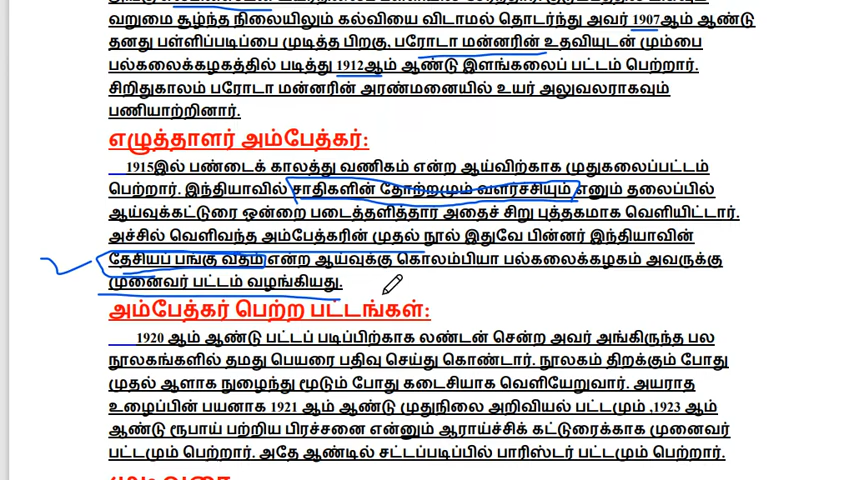 வறுமை சூழ்ந்த நிலையிலும் கல்வியை விடாமல் தொடர்ந்து அவர் 1907ஆம் ஆண்டு
தனது பள்ளிப்படிப்பை முடித்த பிறகு, பரோடா மன்னரின் உதவியுடன் மும்பை
பல்கலைக்கழகத்தில் படித்து 1912ஆம் ஆண்டு இளங்கலைப் பட்டம் பெற்றார்.
சிறிதுகாலம் பரோடா மன்னரின் அரண்மனையில் உயர் அலுவலராகவும்
பணியாற்றினார்.
எழுத்தாளர் அம்பேத்கர்:
1915இல் பண்டைக் காலத்து வணிகம் என்ற ஆய்விற்காக முதுகலைப்பட்டம்
பெற்றார். இந்தியாவில் சாதிகளின் தோற்றமும் வளர்ச்சியும் எனும் தலைப்பில்
ஆய்வுக்கட்டுரை ஒன்றை படைத்தளித்தார அதைச் சிறு புத்தகமாக வெளியிட்டார்.
அச்சில் வெளிவந்த அம்பேத்கரின் முதல் நூல் இதுவே பின்னர் இந்தியாவின்
தேசியப் பங்கு வீதம் என்ற ஆய்வுக்கு கொலம்பியா பல்கலைக்கழகம் அவருக்கு
முனைவர் பட்டம் வழங்கியது.
அம்பேத்கர் பெற்ற பட்டங்கள்:
1920 ஆம் ஆண்டு பட்டப் படிப்பிற்காக லண்டன் சென்ற அவர் அங்கிருந்த பல
நூலகங்களில் தமது பெயரை பதிவு செய்து கொண்டார். நூலகம் திறக்கும் போது
முதல் ஆளாக நுழைந்து மூடும் போது கடைசியாக வெளியேறுவார். அயராத
உழைப்பின் பயனாக 1921 ஆம் ஆண்டு முதுநிலை அறிவியல் பட்டமும் ,1923 ஆம்
ஆண்டு ரூபாய் பற்றிய பிரச்சனை என்னும் ஆராய்ச்சிக் கட்டுரைக்காக முனைவர்
பட்டமும் பெற்றார். அதே ஆண்டில் சட்டப்படிப்பில் பாரிஸ்டர் பட்டமும் பெற்றார்.